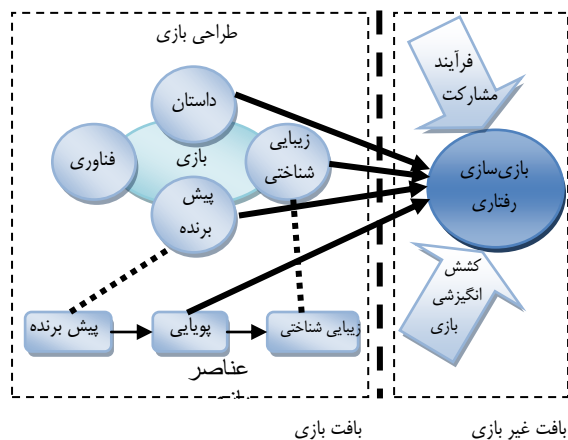 طراحی بازی
داستان
فناوری
بازی
زیبایی
شناختی
پیش
برنده
پیش برنده
پویایی
زیبایی شناختی
عناصر
فرآیند
مشارکت
بازی‌سازی
رفتاری
کشش
انگیزشی
بازی
بافت بازی
بافت غیر بازی